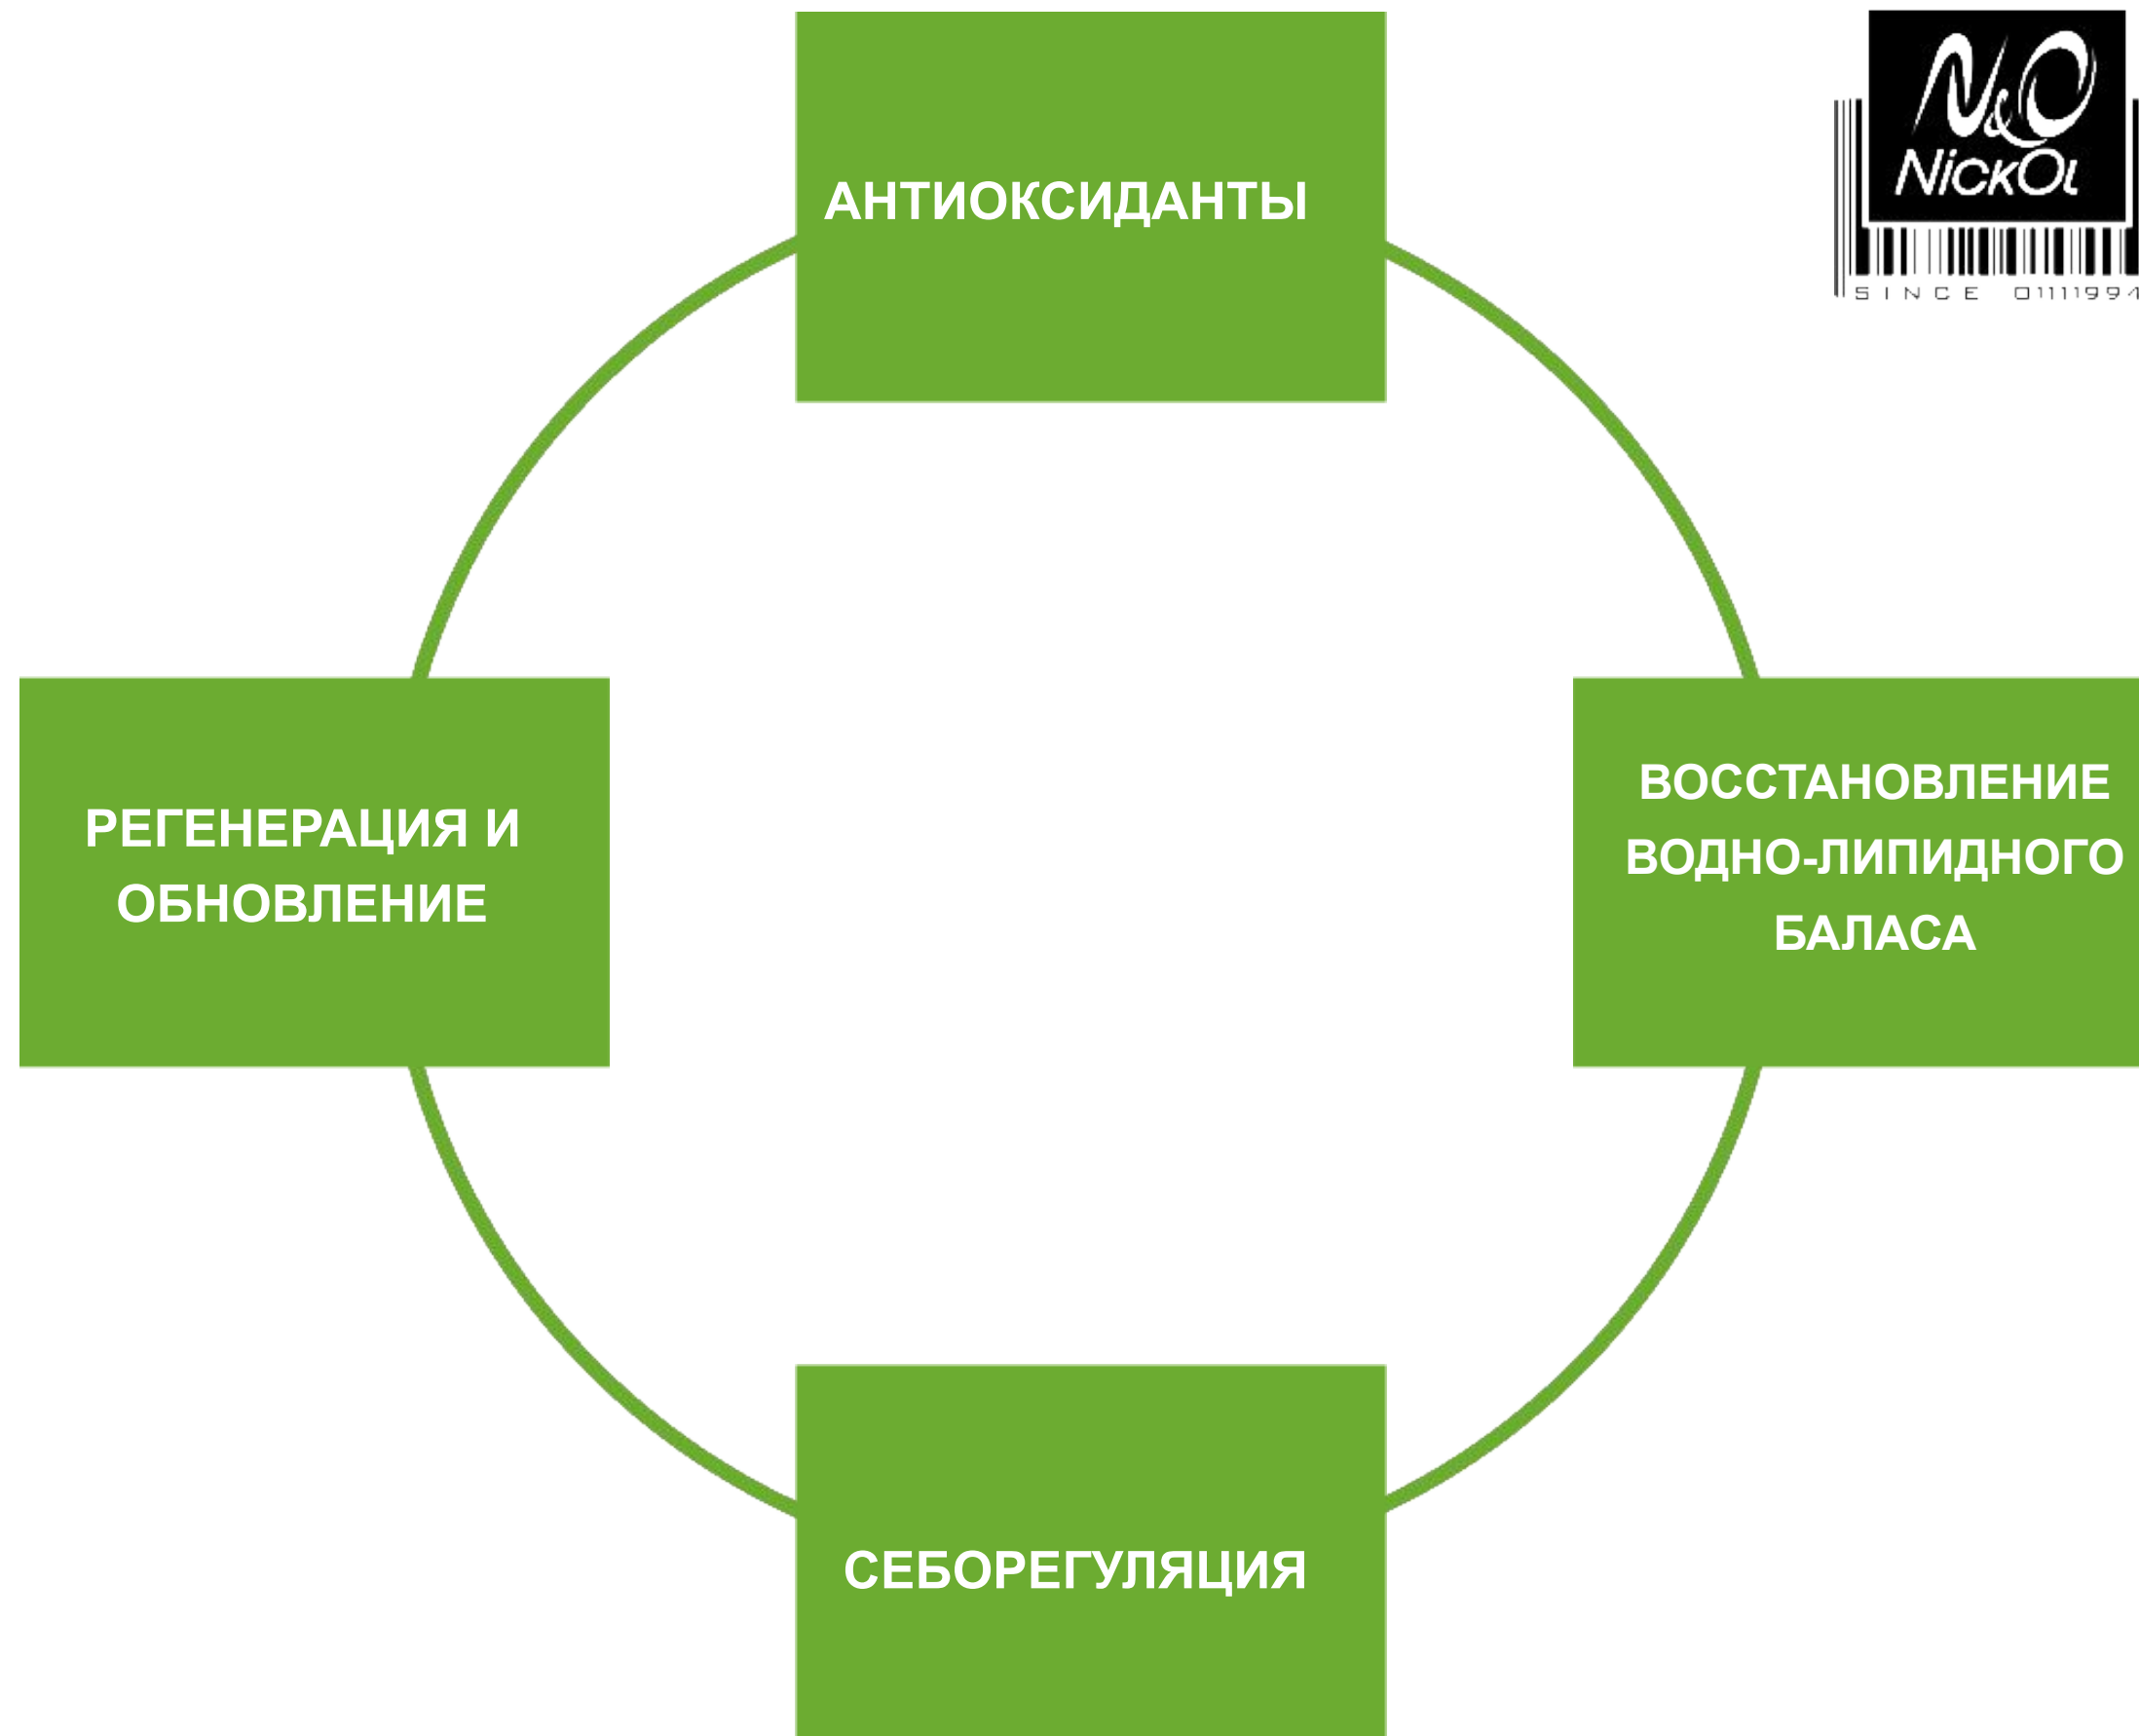 АНТИОКСИДАНТЫ
N&O
NickOl
SINCE 01111994
РЕГЕНЕРАЦИЯ И
ОБНОВЛЕНИЕ
ВОССТАНОВЛЕНИЕ
ВОДНО-ЛИПИДНОГО
БАЛАСА
СЕБОРЕГУЛЯЦИЯ